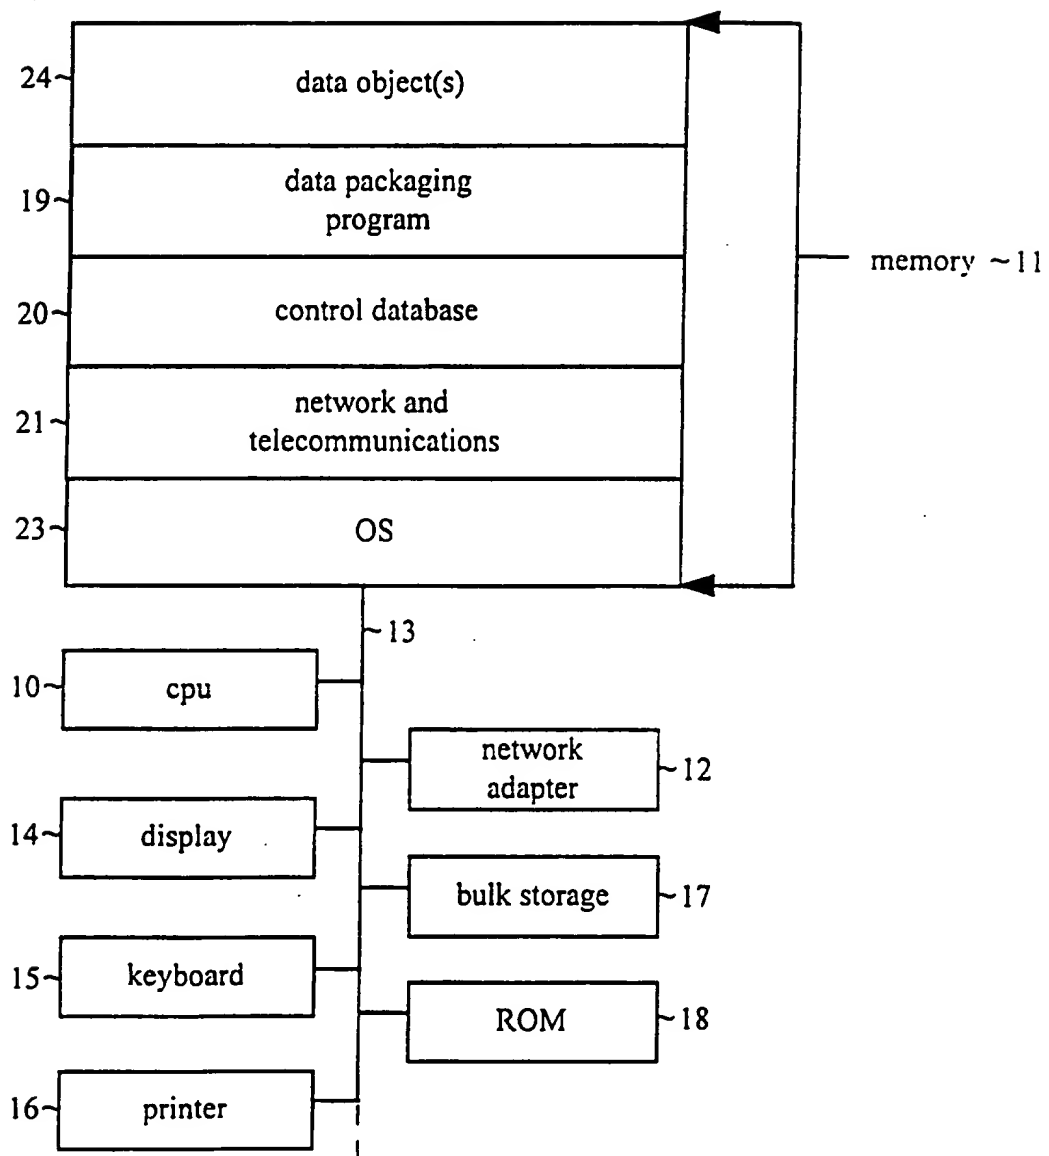 24~
data object(s)
19~
data packaging
program
memory ~11
20~
control database
21~
network and
telecommunications
23~
OS
~13
10~
cpu
network
adapter
~12
14~
display
bulk storage
~17
15~
keyboard
ROM
~18
16~
printer